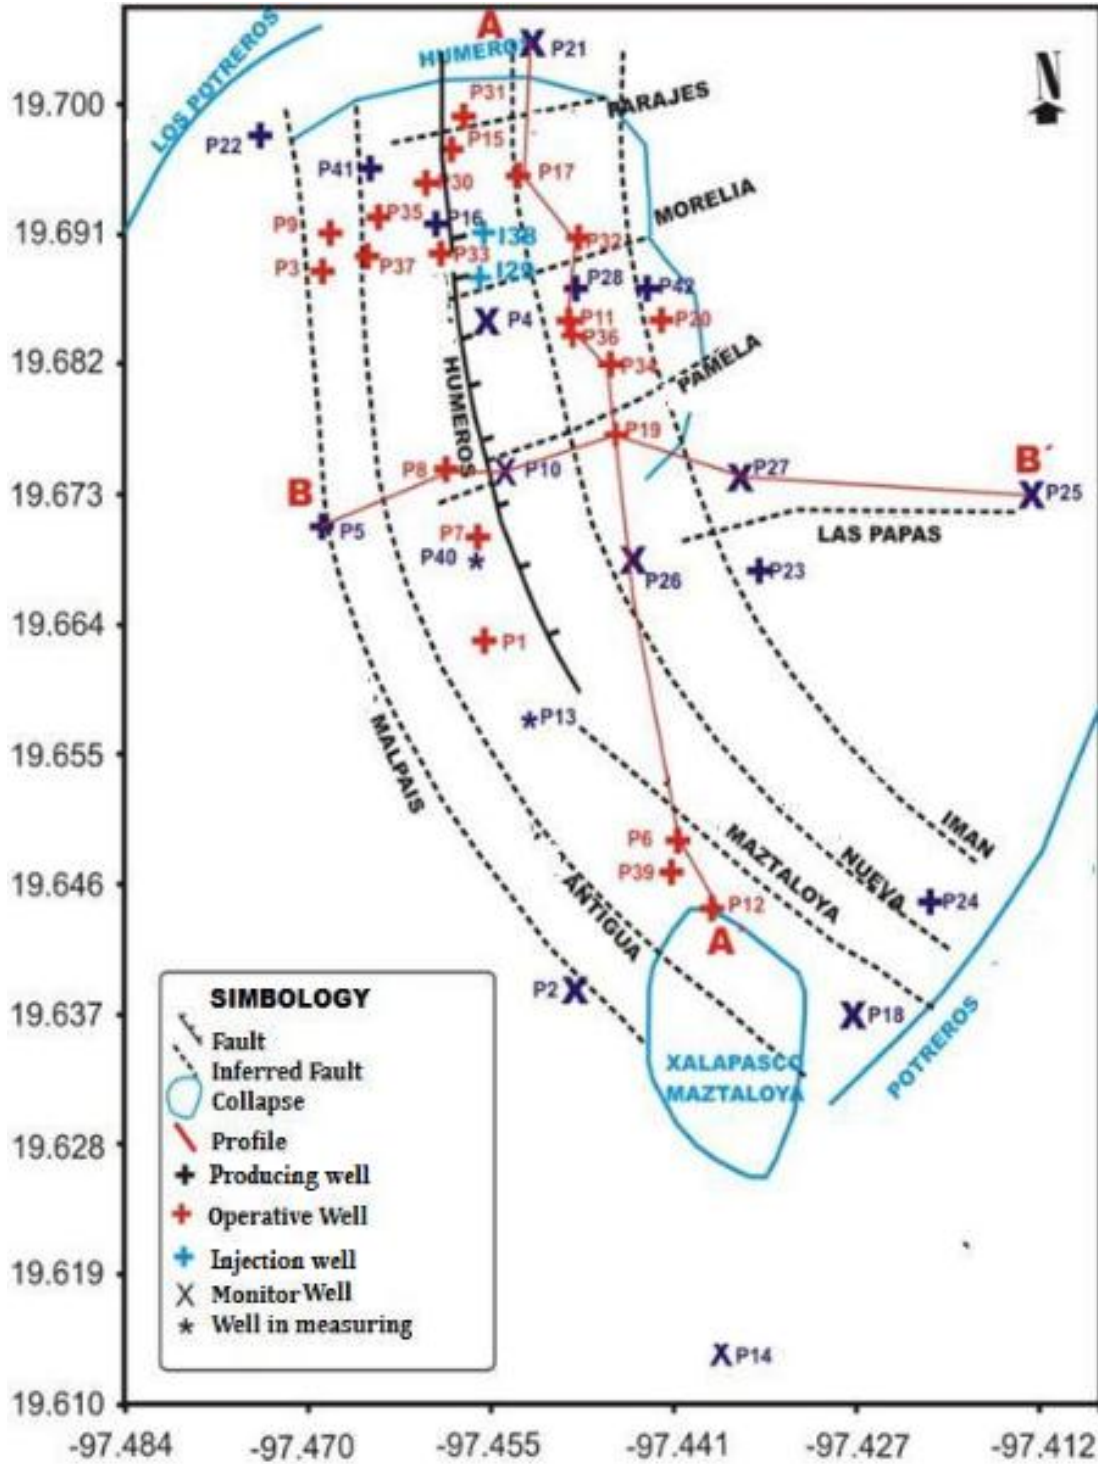 A
HUMEROS
P21
LOS POTREROS
N
19.700
P31
PARAJES
P22
P15
P41
P30
P17
MORELIA
P35
P16
P9
I38
P32
19.691
P33
P3
P37
I29
P28
P42
P4
P11
P20
P36
19.682
P34
PAMELA
HUMEROS
P19
P8
P10
P27
B´
B
P25
19.673
P5
P7
LAS PAPAS
P40
P26
P23
19.664
P1
P13
19.655
MALPAIS
P6
MAZTALOYA
NUEVA
IMAN
P39
19.646
ANTIGUA
P12
P24
A´
P2
P18
19.637
POTREROS
XALAPASCO
MAZTALOYA
SIMBOLOGY
Fault
Inferred Fault
Collapse
Profile
Producing well
Operative Well
Injection well
Monitor Well
Well in measuring
19.628
19.619
P14
19.610
-97.484 -97.470 -97.455 -97.441 -97.427 -97.412